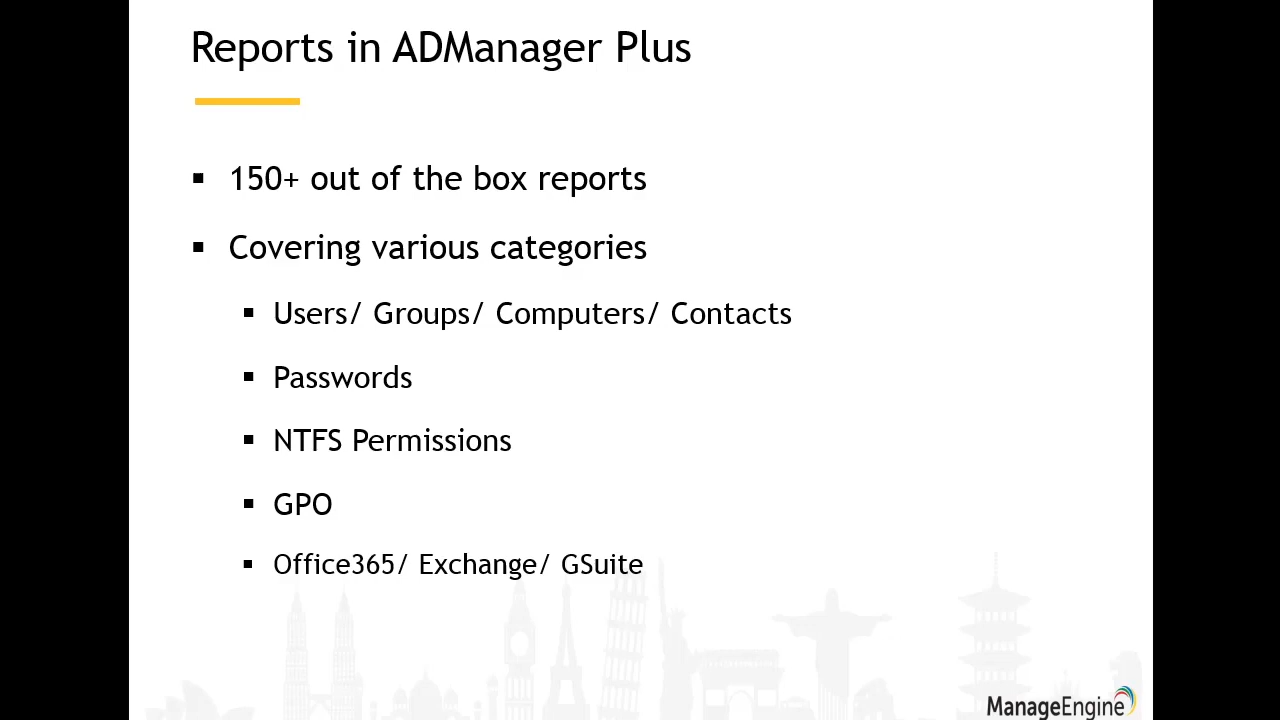 Reports in ADManager Plus
▪ 150+ out of the box reports
▪ Covering various categories
▪ Users/ Groups/ Computers/ Contacts
▪ Passwords
▪ NTFS Permissions
▪ GPO
▪ Office365/ Exchange/ GSuite
ManageEngine